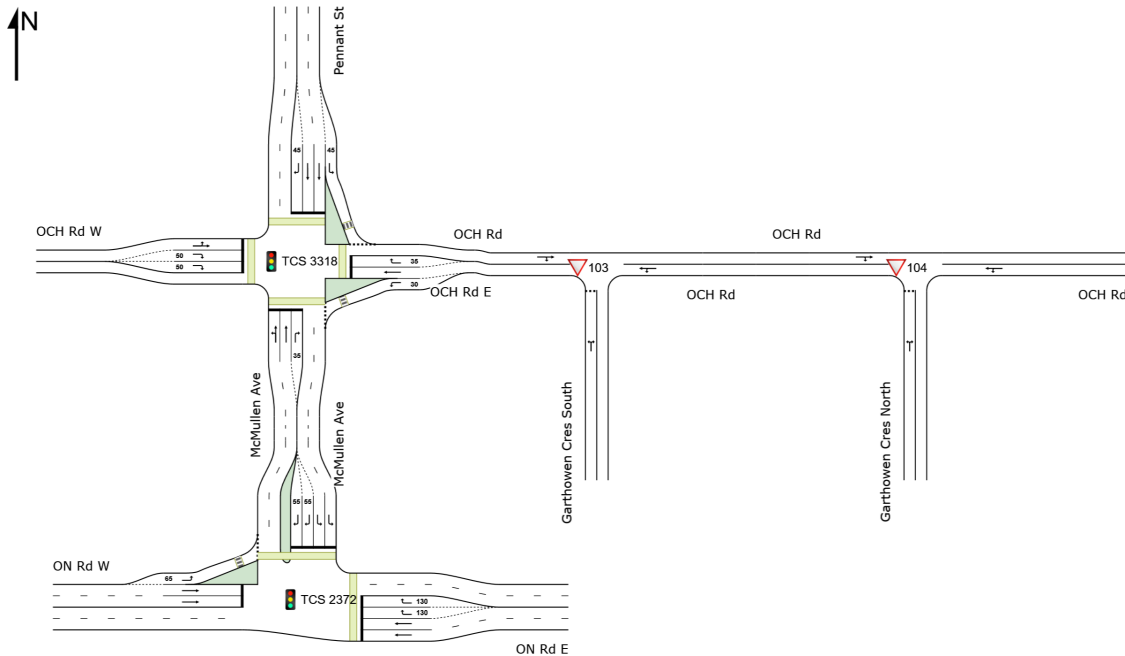 N
Pennant St
45
45
OCH Rd W
OCH Rd
OCH Rd
50
50
TCS 3318
35
30
OCH Rd E
103
104
OCH Rd
OCH Rd
35
McMullen Ave
McMullen Ave
Garthowen Cres South
Garthowen Cres North
55
55
ON Rd W
65
TCS 2372
130
130
ON Rd E